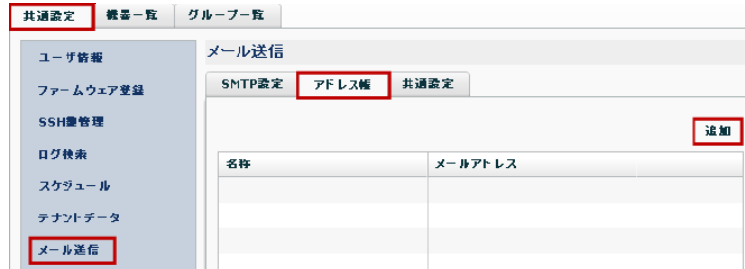 共通設定 機器一覧 グループ一覧
ユーザ情報
ファームウェア登録
SSH鍵管理
ログ検索
スケジュール
テナントデータ
メール送信
メール送信
SMTP設定 アドレス帳 共通設定
追加
名称 メールアドレス